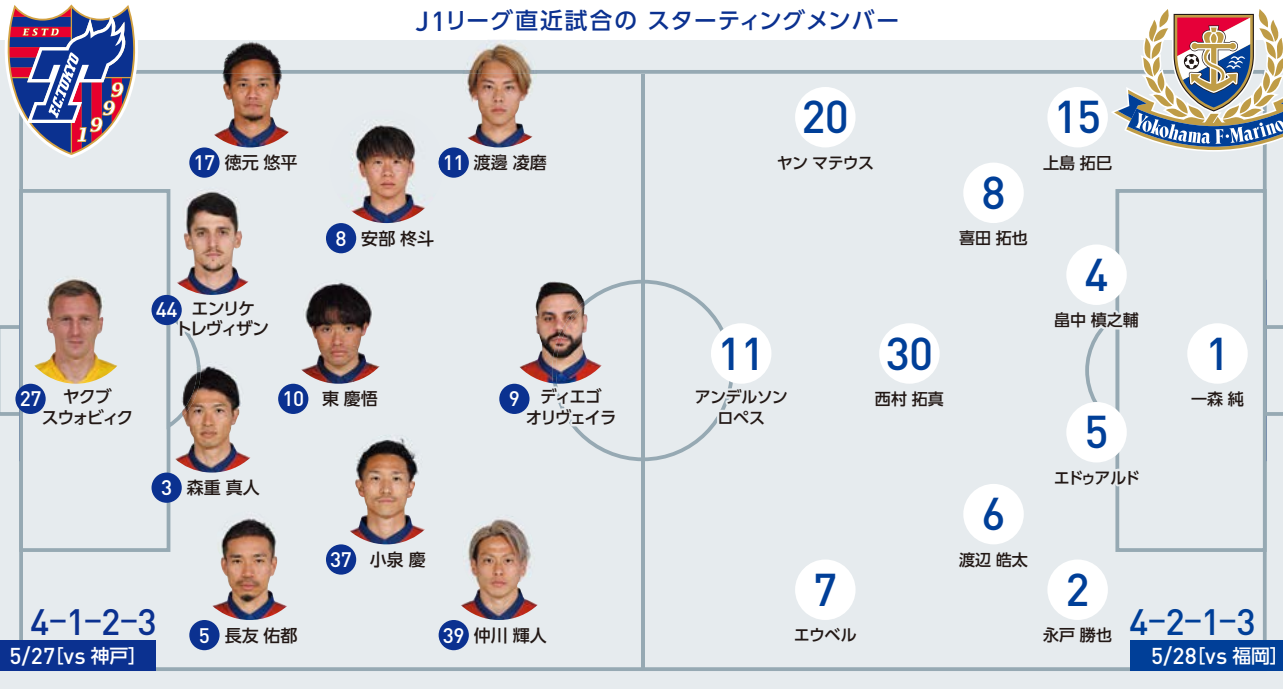 J1リーグ直近試合の スターティングメンバー
ESTD
F.C.TOKYO
1999
17 徳元 悠平
11 渡邊 凌磨
8 安部 柊斗
44 エンリケ
トレヴィザン
27 ヤクブ
スウォビィク
10 東 慶悟
9 ディエゴ
オリヴェイラ
3 森重 真人
37 小泉 慶
5 長友 佑都
39 仲川 輝人
4-1-2-3
5/27[vs 神戸]
Yokohama F·Marino
20
ヤン マテウス
15
上島 拓巳
8
喜田 拓也
4
畠中 槙之輔
11
アンデルソン
ロペス
30
西村 拓真
1
一森 純
5
エドゥアルド
6
渡辺 皓太
7
エウベル
2
永戸 勝也
4-2-1-3
5/28[vs 福岡]